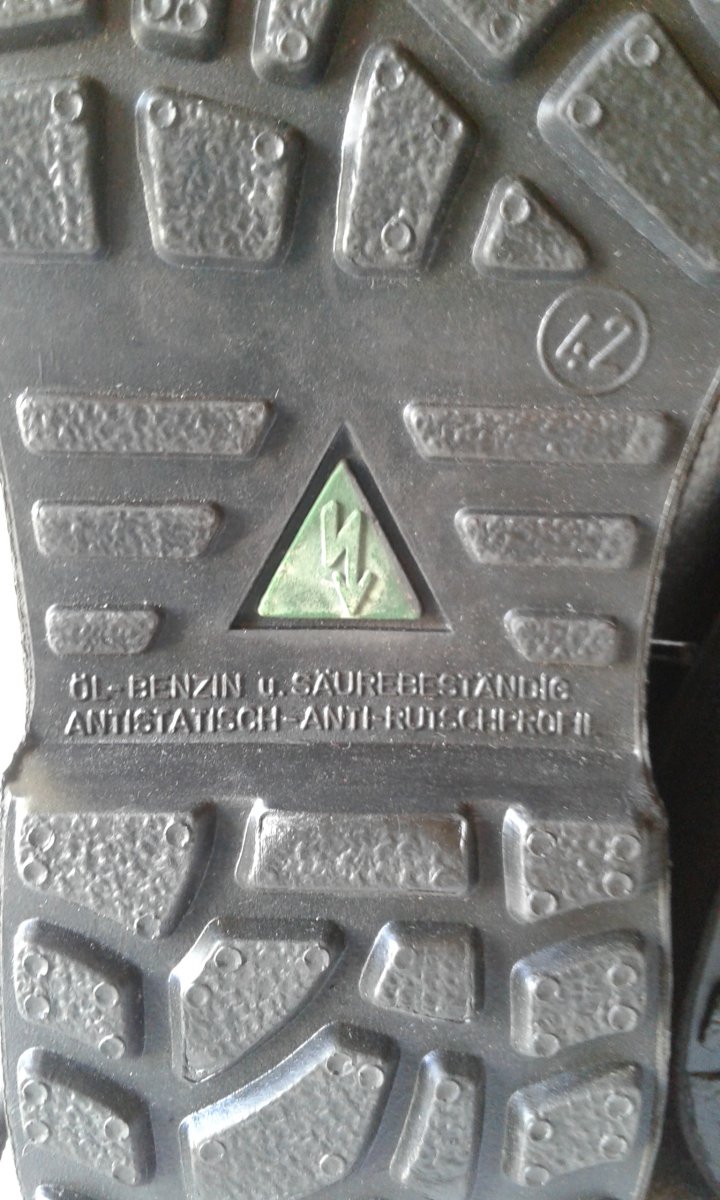 42
ÖL-BENZIN u. SÄUREBESTÄNDIG
ANTISTATISCH-ANTI-RUTSCHPROFIL